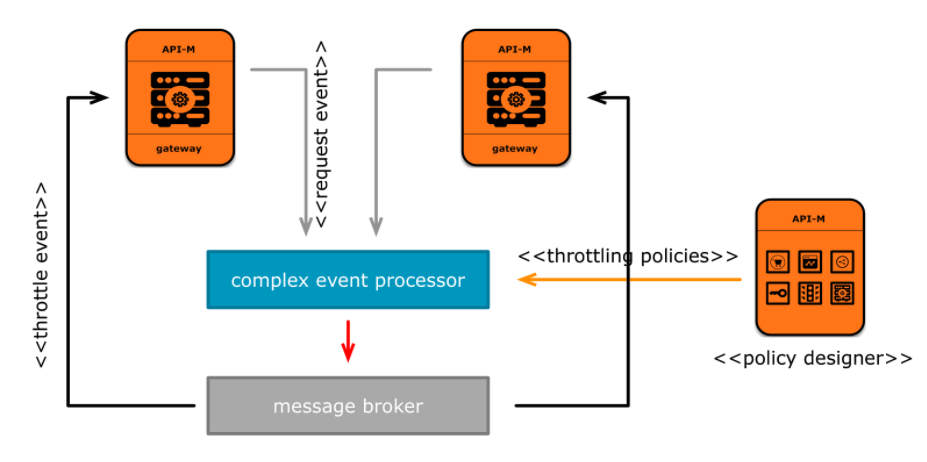 API-M
gateway
<<request event>>
API-M
gateway
<<throttle event>>
complex event processor
<<throttling policies>>
API-M
<<policy designer>>
message broker